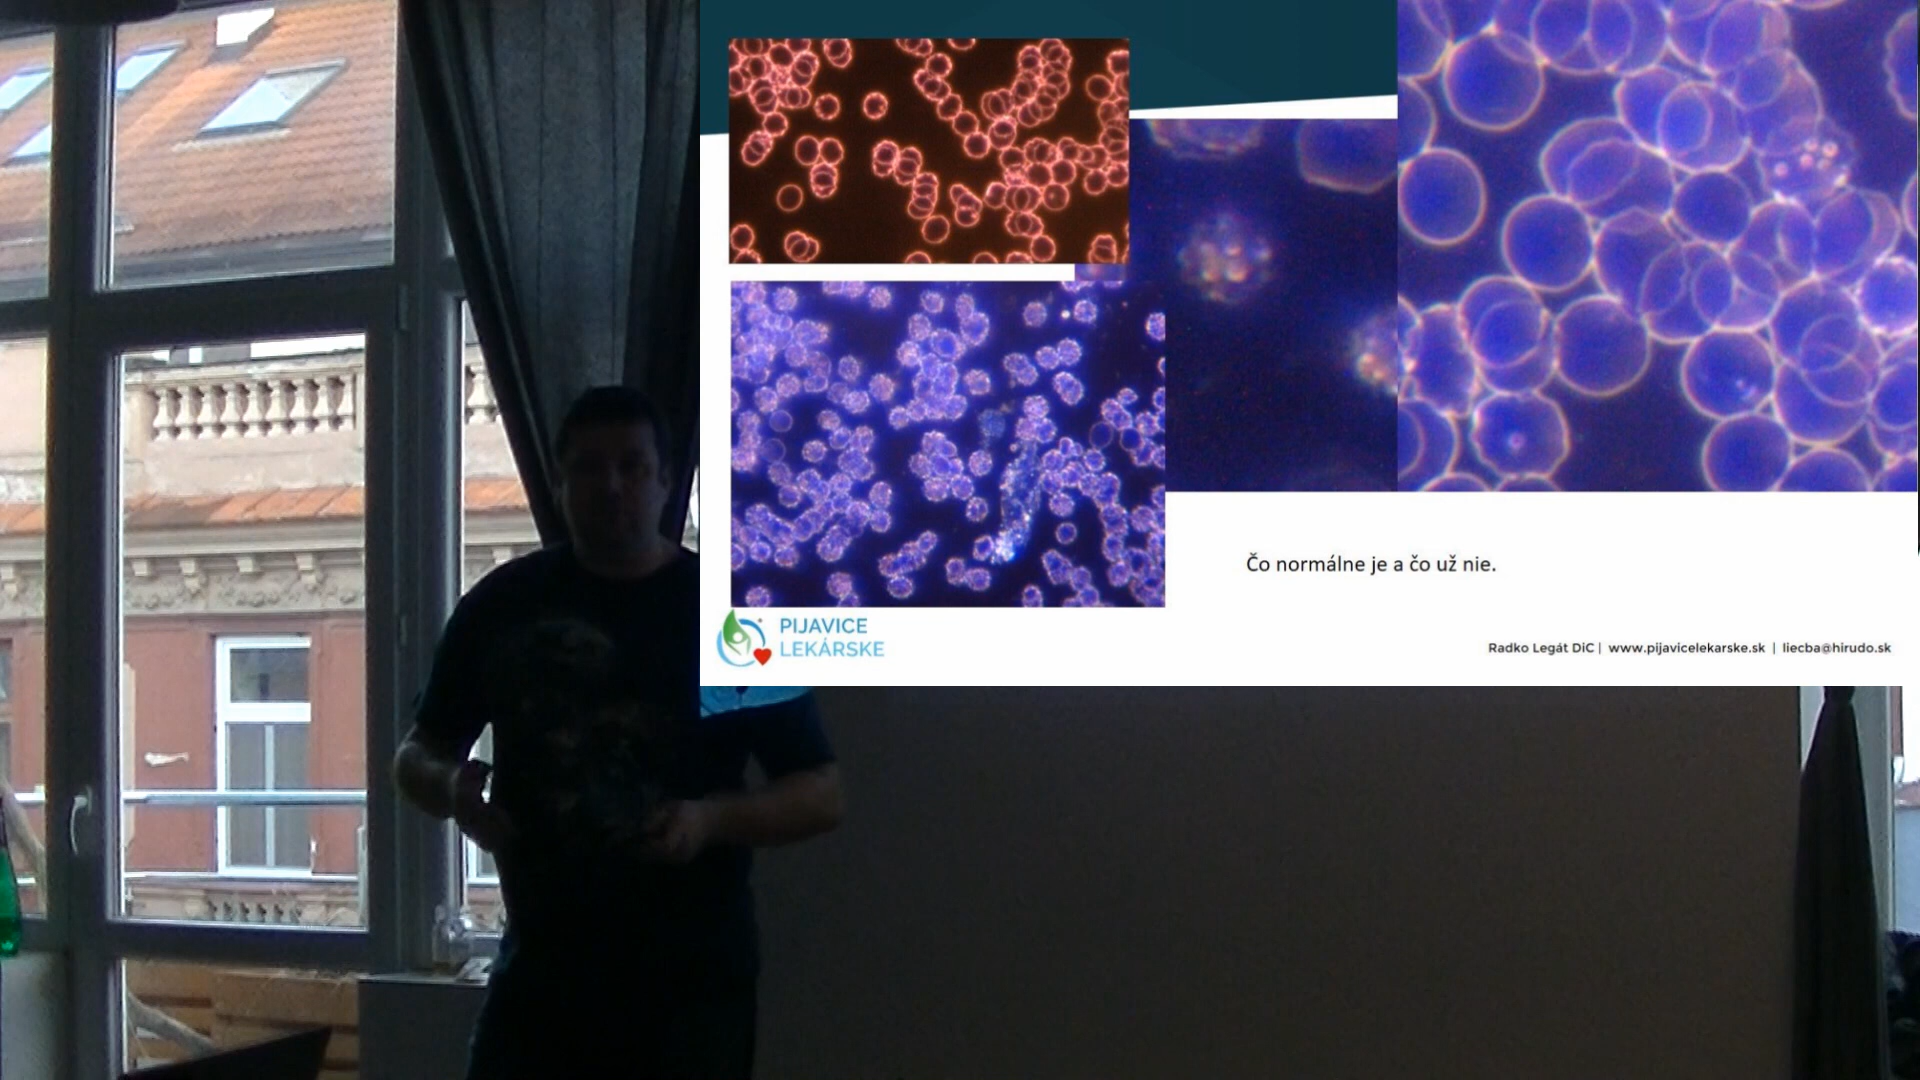 Čo normálne je a čo už nie.
PIJAVICE
LEKÁRSKE
Radko Legát DiC | www.pijavicelekarske.sk | liecba@hirudo.sk